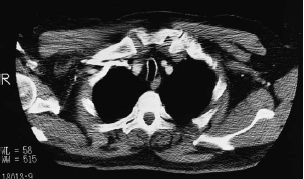 R
WL = 58
WW = 515